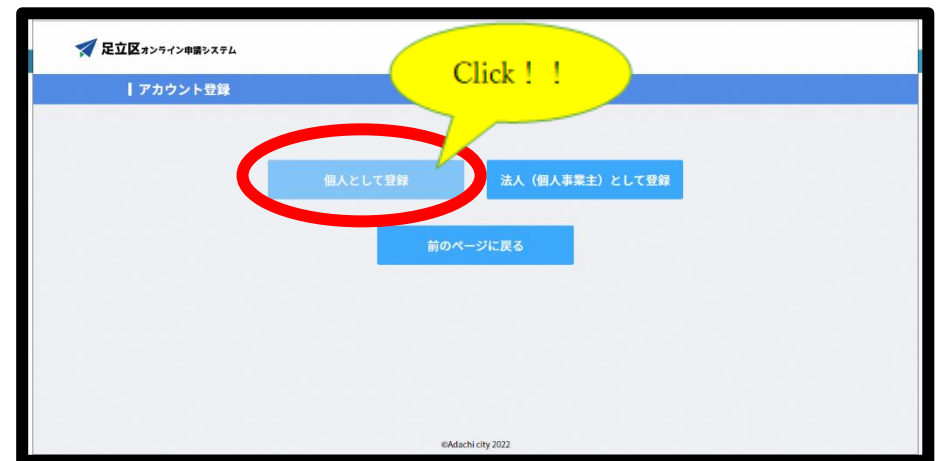 足立区オンライン申請システム
Click！！
アカウント登録
個人として登録
法人（個人事業主）として登録
前のページに戻る
©Adachi city 2022